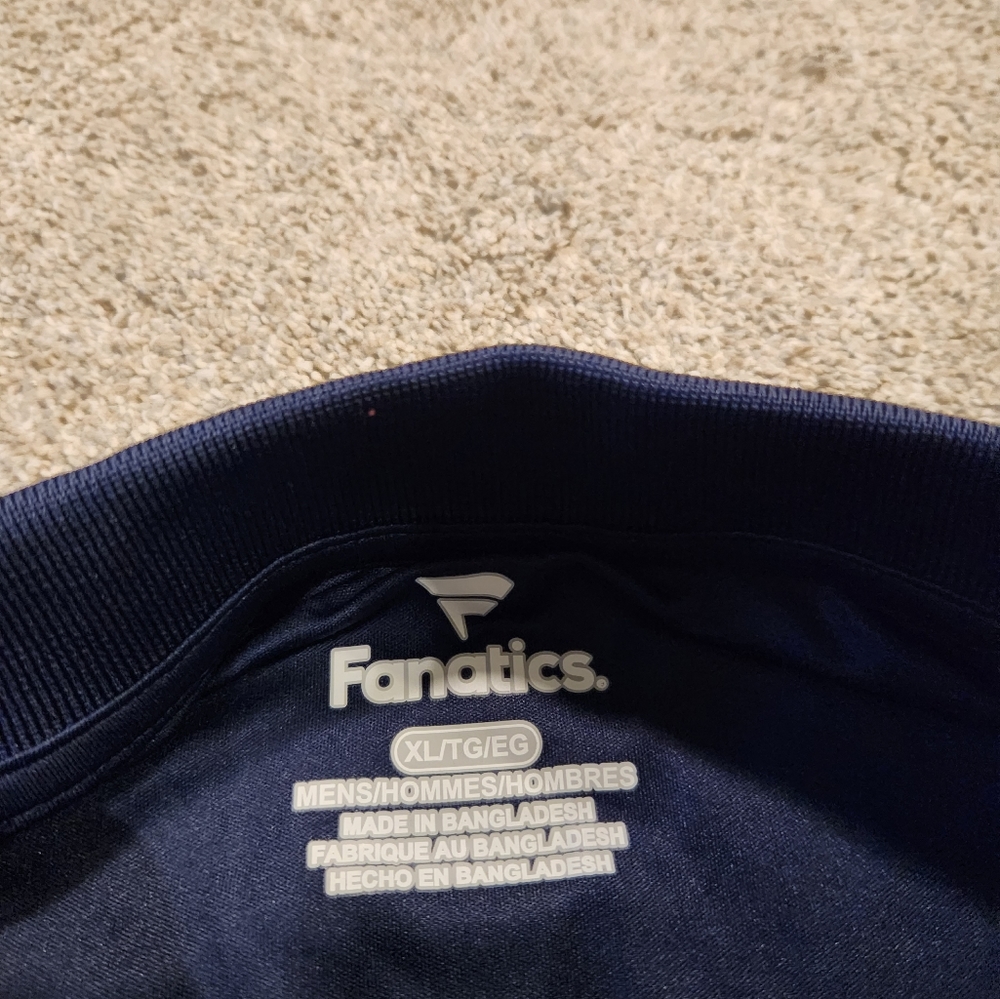 Fanatics.
XL/TG/EG
MENS/HOMMES/HOMBRES
MADE IN BANGLADESH
FABRIQUE AU BANGLADESH
HECHO EN BANGLADESH